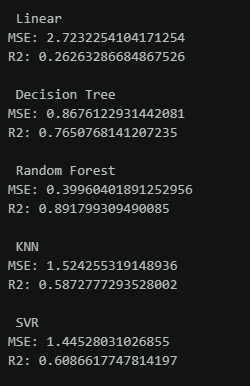 Linear
MSE: 2.7232254104171254
R2: 0.26263286684867526
Decision Tree
MSE: 0.8676122931442081
R2: 0.7650768141207235
Random Forest
MSE: 0.39960401891252956
R2: 0.891799309490085
KNN
MSE: 1.524255319148936
R2: 0.5872777293528002
SVR
MSE: 1.44528031026855
R2: 0.6086617747814197